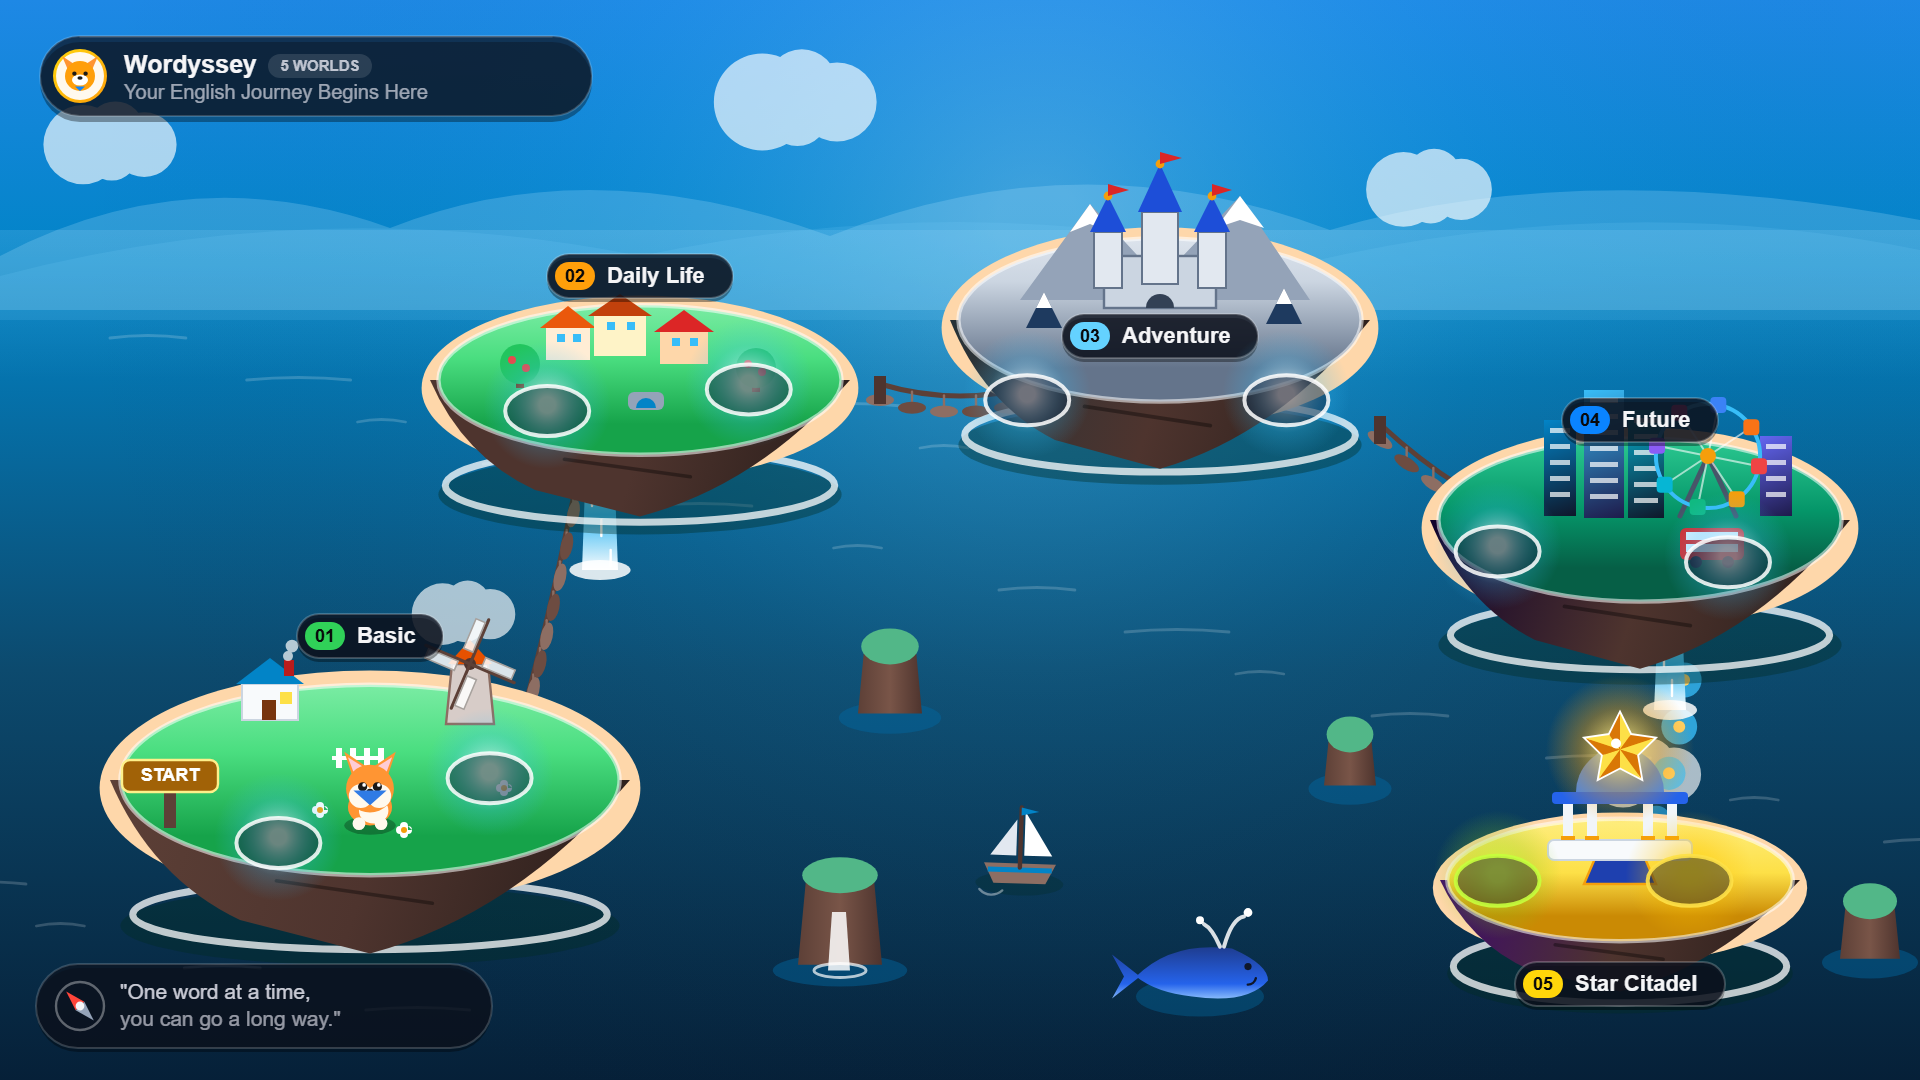 Wordyssey
5 WORLDS
Your English Journey Begins Here
02
Daily Life
03
Adventure
04
Future
01
Basic
START
05
Star Citadel
"One word at a time,
you can go a long way."